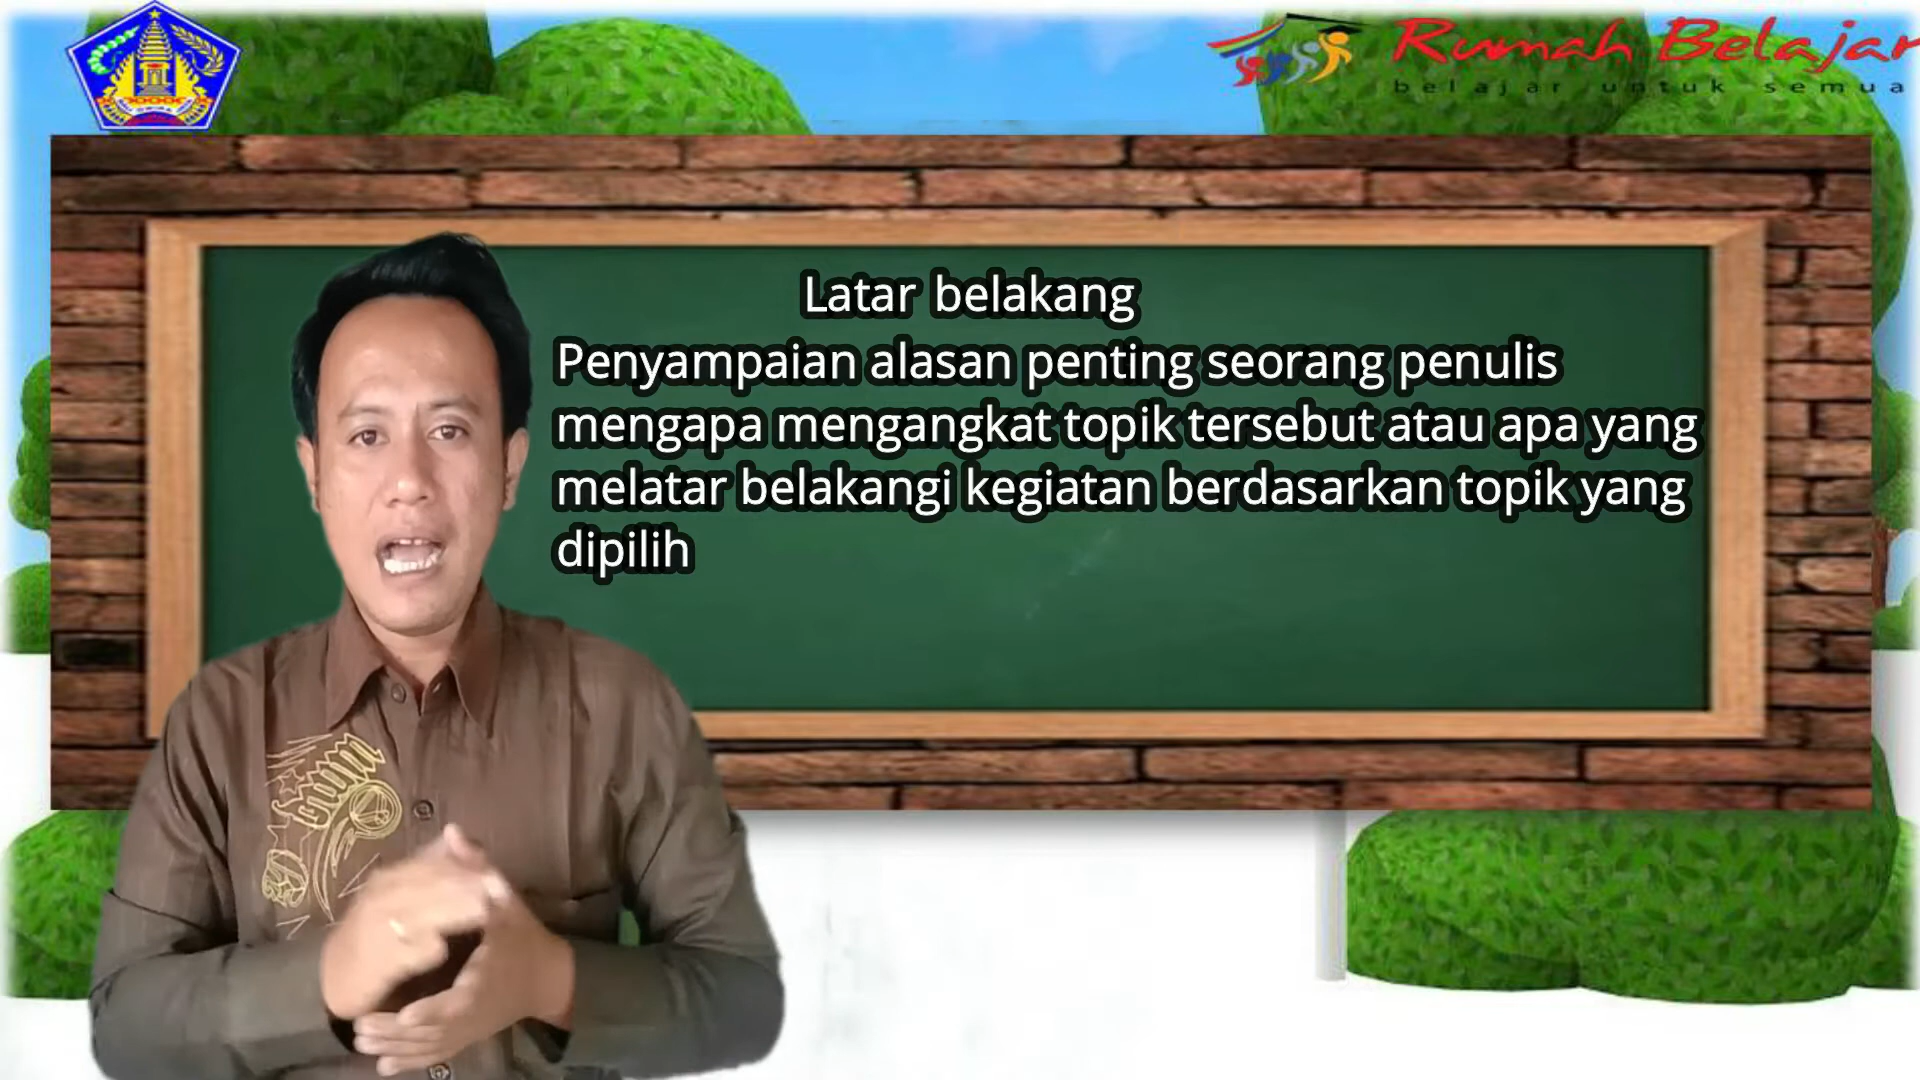 Rumah Belajar
belajar untuk semua
Latar belakang
Penyampaian alasan penting seorang penulis
mengapa mengangkat topik tersebut atau apa yang
melatar belakangi kegiatan berdasarkan topik yang
dipilih